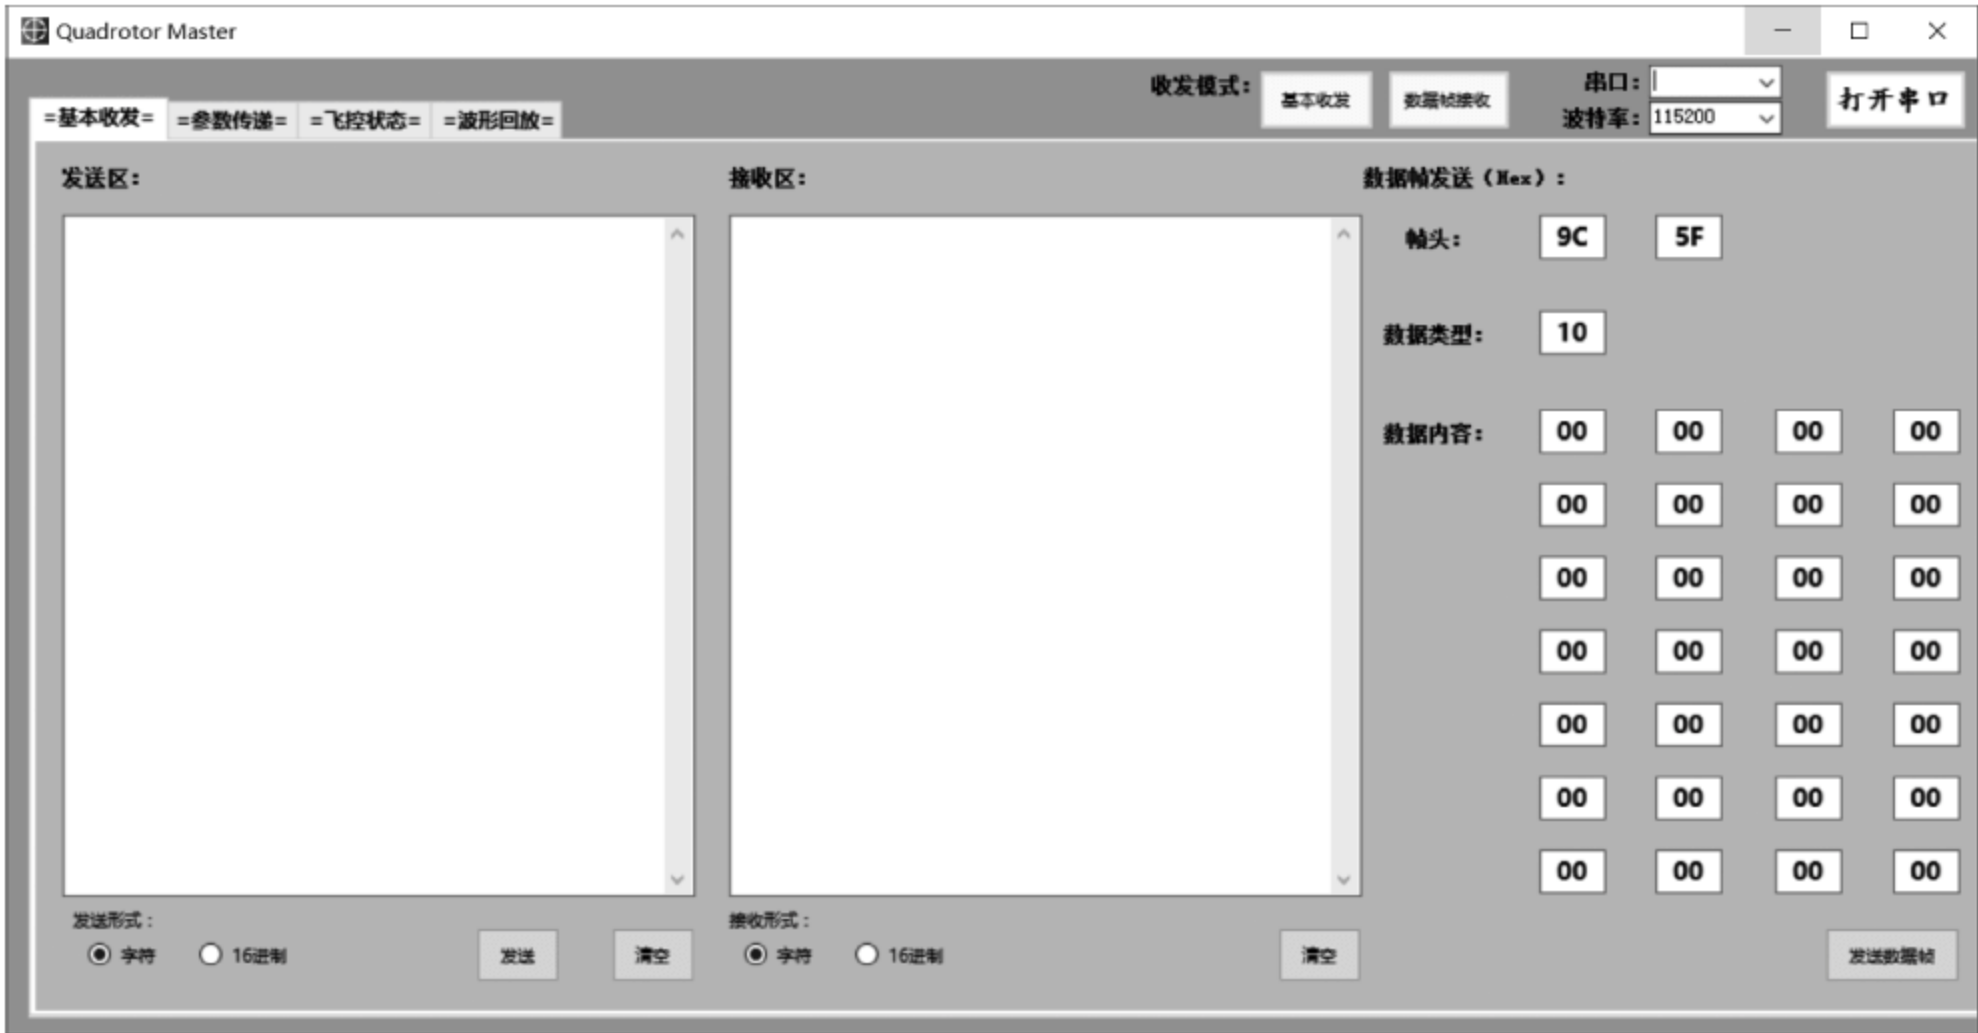 Quadrotor Master
收发模式： 基本收发 数据帧接收 串口：
波特率： 115200 打开串口
=基本收发= =参数传递= =飞控状态= =波形回放=
发送区： 接收区： 数据帧发送（Hex）：
帧头： 9C 5F
数据类型： 10
数据内容： 00 00 00 00
00 00 00 00
00 00 00 00
00 00 00 00
00 00 00 00
00 00 00 00
00 00 00 00
发送形式： 接收形式：
字符 16进制 发送 清空 字符 16进制 清空 发送数据帧